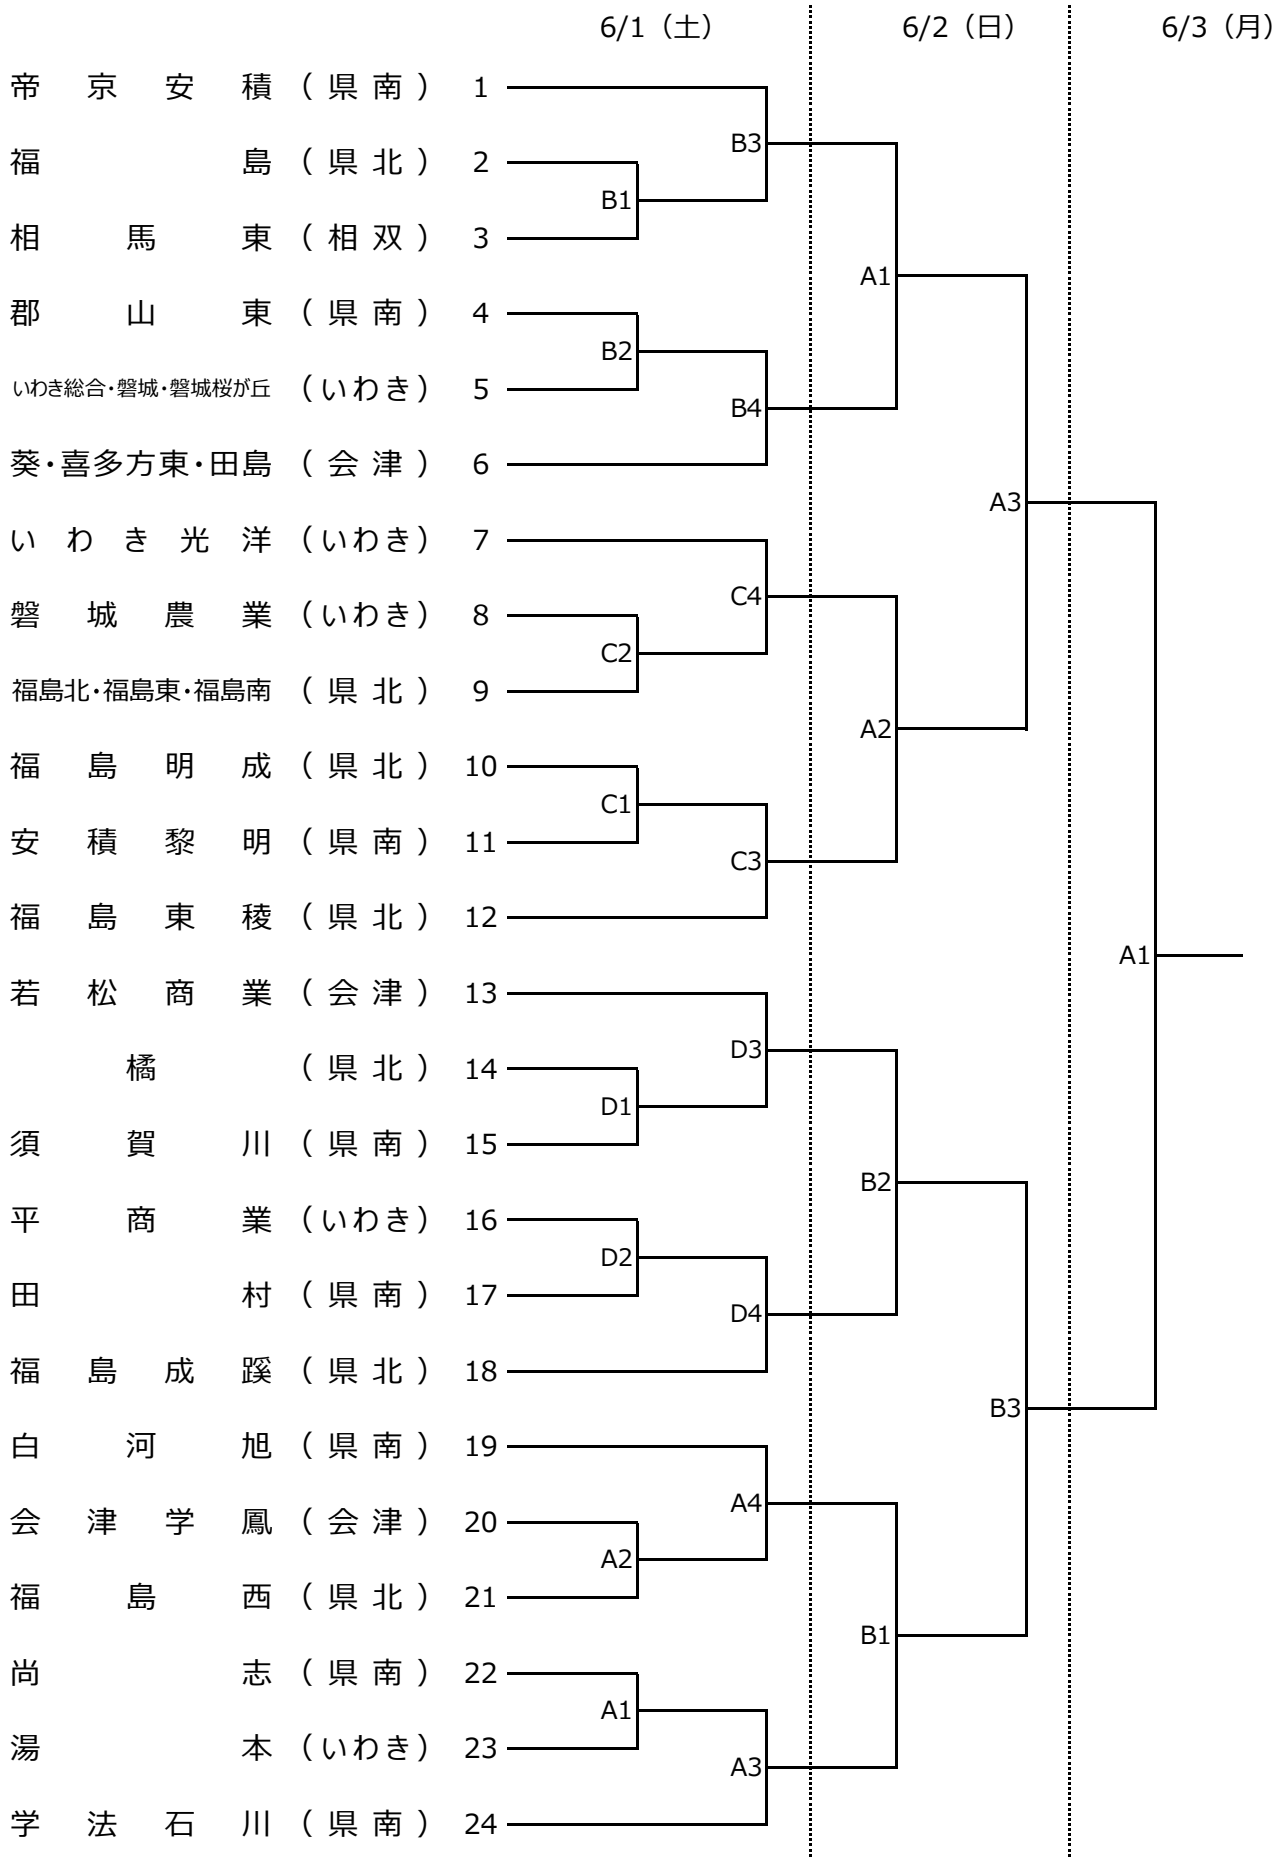 6/1（土） 6/2（日） 6/3（月）
帝京安積（県南） 1
B3
福島（県北） 2
B1
相馬東（相双） 3
A1
郡山東（県南） 4
B2
いわき総合・磐城・磐城桜が丘（いわき） 5
B4
葵・喜多方東・田島（会津） 6
A3
いわき光洋（いわき） 7
C4
磐城農業（いわき） 8
C2
福島北・福島東・福島南（県北） 9
A2
福島明成（県北） 10
C1
安積黎明（県南） 11
C3
福島東稜（県北） 12
A1
若松商業（会津） 13
D3
橘（県北） 14
D1
須賀川（県南） 15
B2
平商業（いわき） 16
D2
田村（県南） 17
D4
福島成蹊（県北） 18
B3
白河旭（県南） 19
A4
会津学鳳（会津） 20
A2
福島西（県北） 21
B1
尚志（県南） 22
A1
湯本（いわき） 23
A3
学法石川（県南） 24